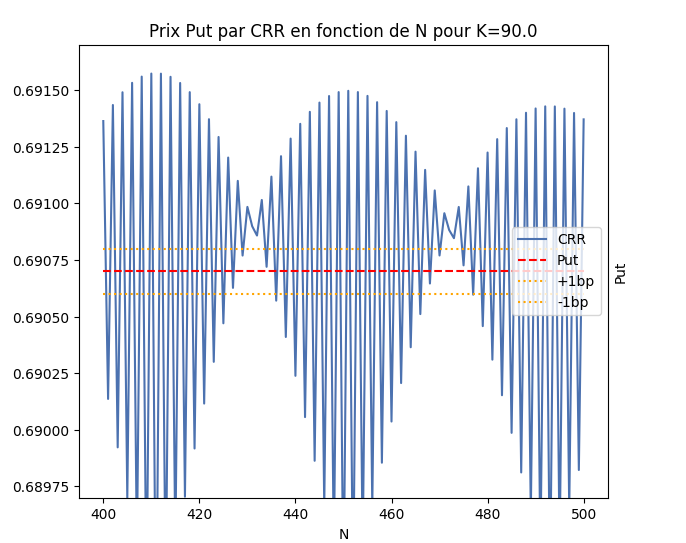 Prix Put par CRR en fonction de N pour K=90.0
0.69150
0.69125
0.69100
0.69075
0.69050
0.69025
0.69000
0.68975
400
420
440
460
480
500
N
Put
CRR
Put
+1bp
-1bp